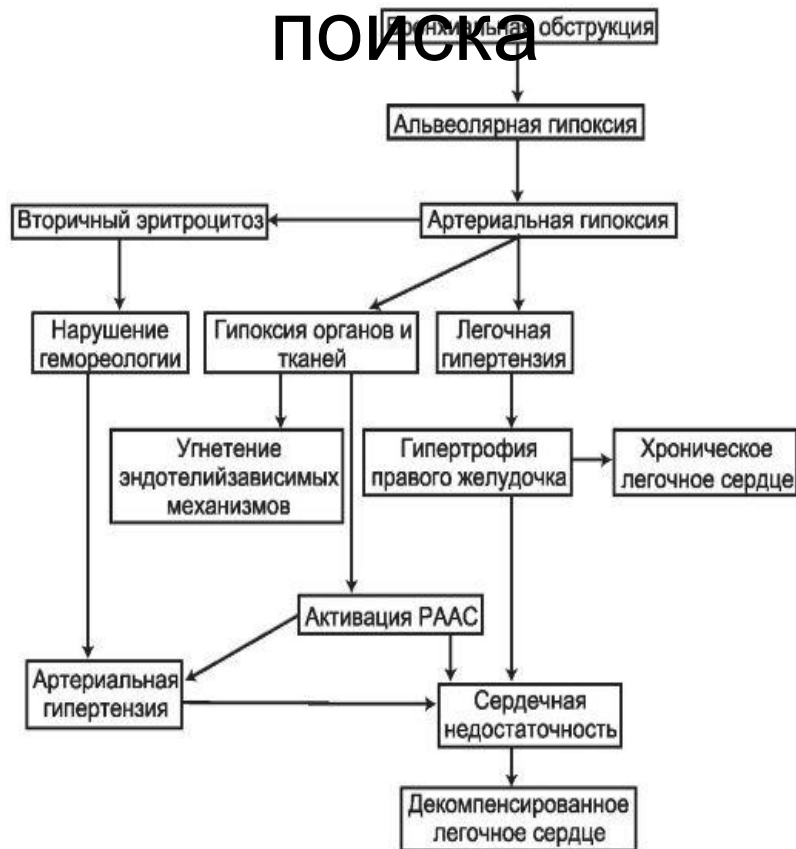 поиска
Бронхиальная обструкция
Альвеолярная гипоксия
Вторичный эритроцитоз
Артериальная гипоксия
Нарушение
гемореологии
Гипоксия органов и
тканей
Легочная
гипертензия
Угнетение
эндотелийзависимых
механизмов
Гипертрофия
правого желудочка
Хроническое
легочное сердце
Активация РААС
Артериальная
гипертензия
Сердечная
недостаточность
Декомпенсированное
легочное сердце